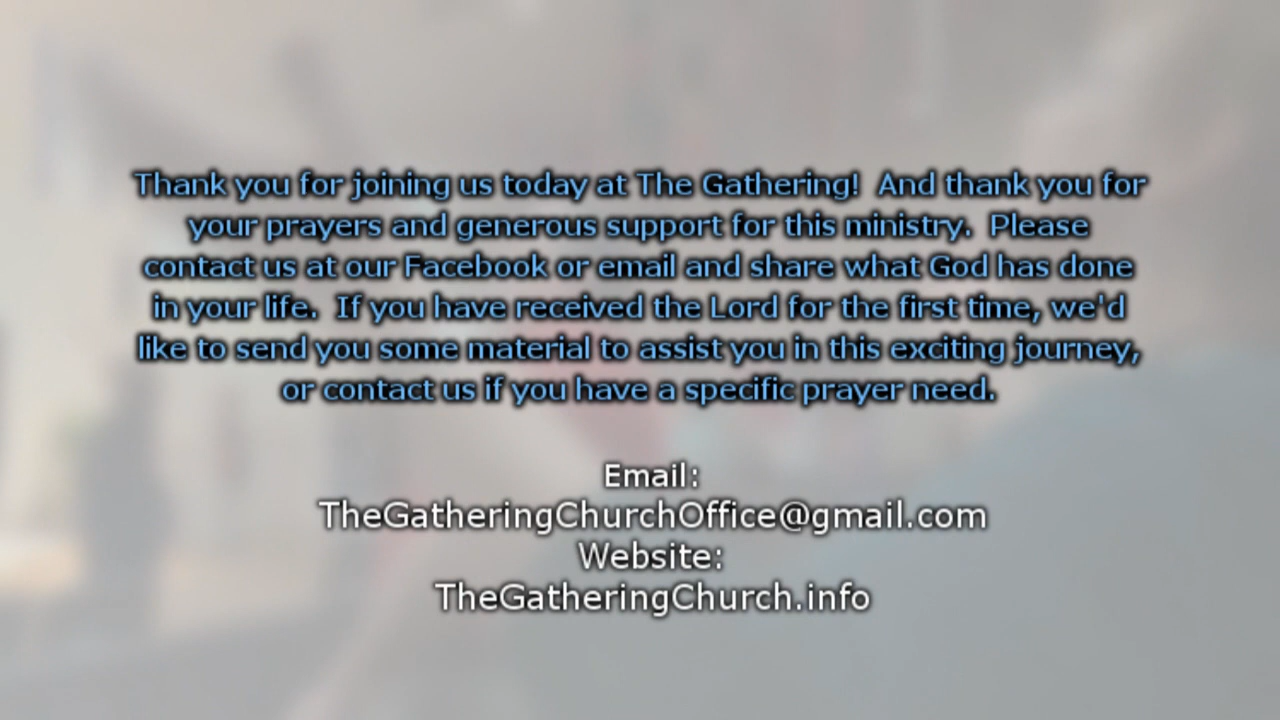 Thank you for joining us today at The Gathering!  And thank you for
your prayers and generous support for this ministry.  Please
contact us at our Facebook or email and share what God has done
in your life.  If you have received the Lord for the first time, we'd
like to send you some material to assist you in this exciting journey,
or contact us if you have a specific prayer need.
Email:
TheGatheringChurchOffice@gmail.com
Website:
TheGatheringChurch.info